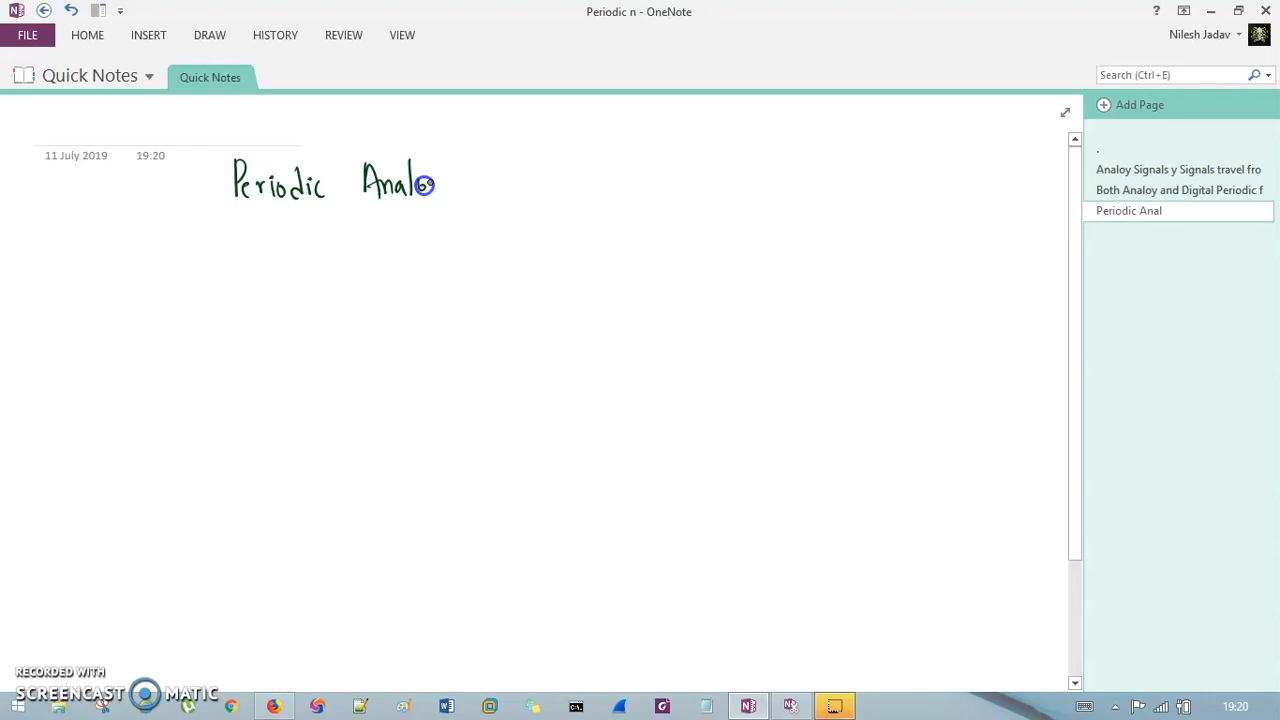 Periodic n - OneNote
FILE HOME INSERT DRAW HISTORY REVIEW VIEW
Nilesh Jadav
Quick Notes
Quick Notes
Search (Ctrl+E)
Add Page
11 July 2019 19:20
Periodic Analo
.
Analoy Signals y Signals travel fro
Both Analoy and Digital Periodic f
Periodic Anal
RECORDED WITH
SCREENCAST MATIC
19:20